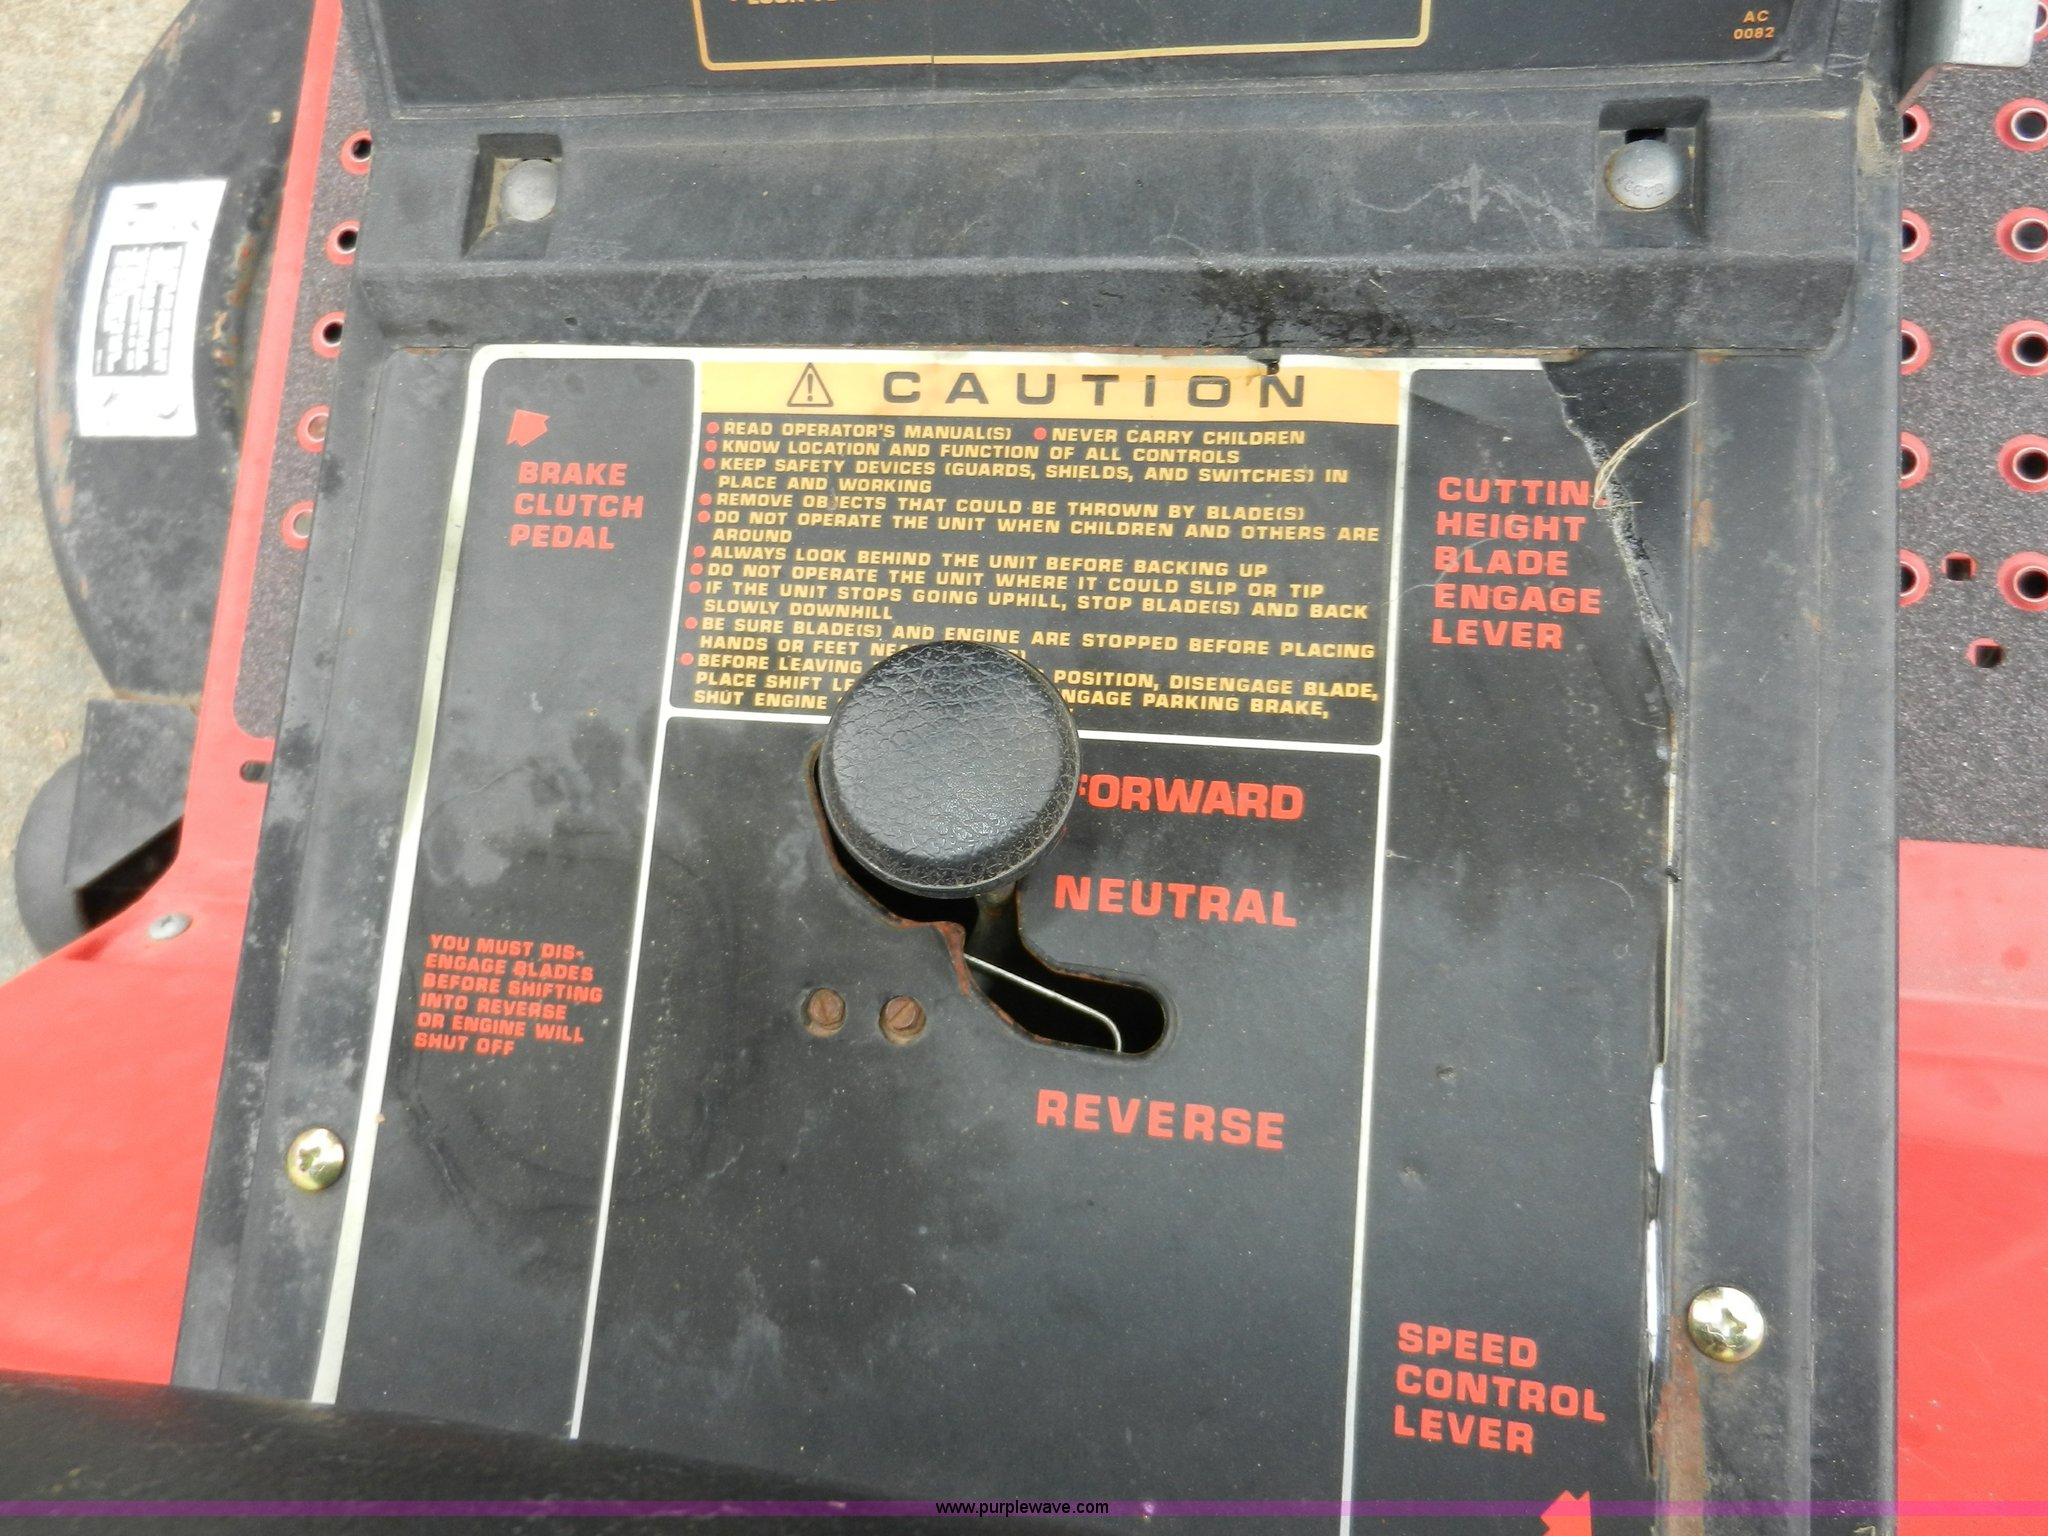 AC
0082
CAUTION
READ OPERATOR'S MANUAL(S) NEVER CARRY CHILDREN
KNOW LOCATION AND FUNCTION OF ALL CONTROLS
KEEP SAFETY DEVICES (GUARDS, SHIELDS, AND SWITCHES) IN
PLACE AND WORKING
REMOVE OBJECTS THAT COULD BE THROWN BY BLADE(S)
DO NOT OPERATE THE UNIT WHEN CHILDREN AND OTHERS ARE
AROUND
ALWAYS LOOK BEHIND THE UNIT BEFORE BACKING UP
DO NOT OPERATE THE UNIT WHERE IT COULD SLIP OR TIP
IF THE UNIT STOPS GOING UPHILL, STOP BLADE(S) AND BACK
SLOWLY DOWNHILL
BE SURE BLADE(S) AND ENGINE ARE STOPPED BEFORE PLACING
HANDS OR FEET
BEFORE LEAVING POSITION, DISENGAGE BLADE,
PLACE SHIFT PARKING BRAKE,
SHUT ENGINE
BRAKE
CLUTCH
PEDAL
CUTTING
HEIGHT
BLADE
ENGAGE
LEVER
FORWARD
NEUTRAL
REVERSE
YOU MUST DIS-
ENGAGE BLADES
BEFORE SHIFTING
INTO REVERSE
OR ENGINE WILL
SHUT OFF
SPEED
CONTROL
LEVER
www.purplewave.com